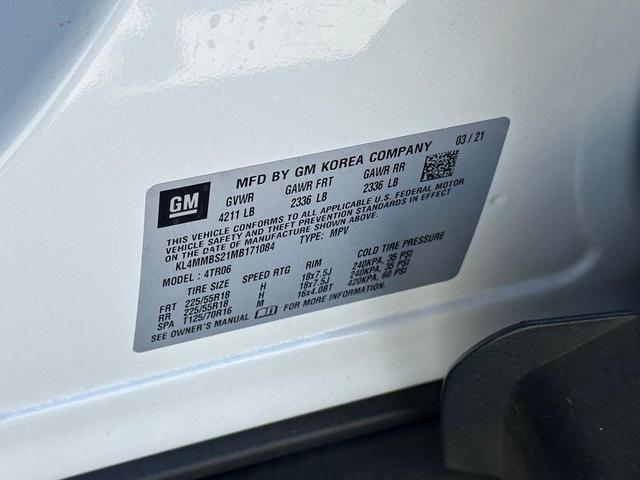 MFD BY GM KOREA COMPANY 03/21
GM
GVWR GAWR FRT GAWR RR
4211 LB 2336 LB 2336 LB
THIS VEHICLE CONFORMS TO ALL APPLICABLE U.S. FEDERAL MOTOR
VEHICLE SAFETY AND THEFT PREVENTION STANDARDS IN EFFECT
ON THE DATE OF MANUFACTURE SHOWN ABOVE.
KL4MMBS21MB171084 TYPE: MPV
MODEL: 4TR06
TIRE SIZE SPEED RTG RIM COLD TIRE PRESSURE
FRT 225/55R18 H 18x7.5J 240KPA, 35 PSI
RR 225/55R18 H 18x7.5J 240KPA, 35 PSI
SPA T125/70R16 M 16x4.0BT 420KPA, 60 PSI
SEE OWNER'S MANUAL FOR MORE INFORMATION.